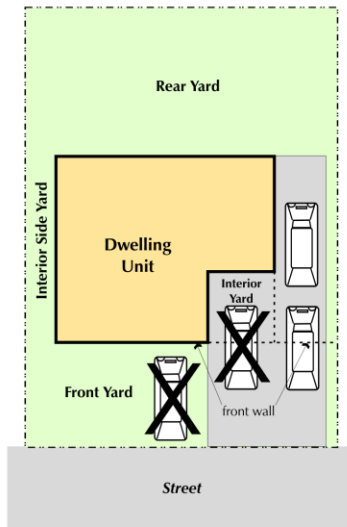 Rear Yard
Interior Side Yard
Dwelling
Unit
Interior
Yard
Front Yard
front wall
Street